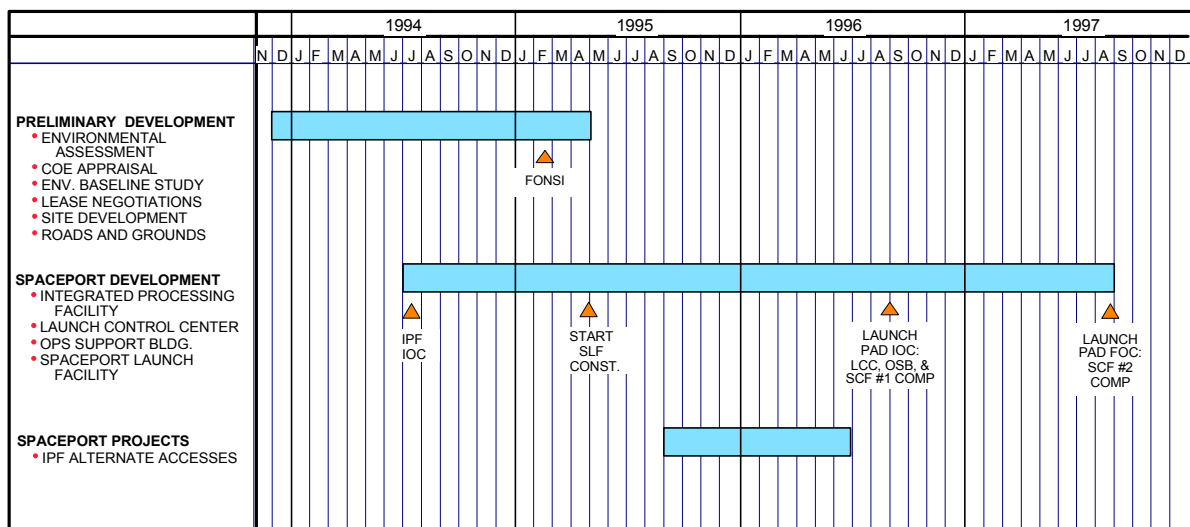 1994 1995 1996 1997
N D J F M A M J J A S O N D J F M A M J J A S O N D J F M A M J J A S O N D J F M A M J J A S O N D
PRELIMINARY DEVELOPMENT
• ENVIRONMENTAL
ASSESSMENT
• COE APPRAISAL
• ENV. BASELINE STUDY
• LEASE NEGOTIATIONS
• SITE DEVELOPMENT
• ROADS AND GROUNDS
FONSI
SPACEPORT DEVELOPMENT
• INTEGRATED PROCESSING
FACILITY
• LAUNCH CONTROL CENTER
• OPS SUPPORT BLDG.
• SPACEPORT LAUNCH
FACILITY
IPF
IOC
START
SLF
CONST.
LAUNCH
PAD IOC:
LCC, OSB, &
SCF #1 COMP
LAUNCH
PAD FOC:
SCF #2
COMP
SPACEPORT PROJECTS
• IPF ALTERNATE ACCESSES